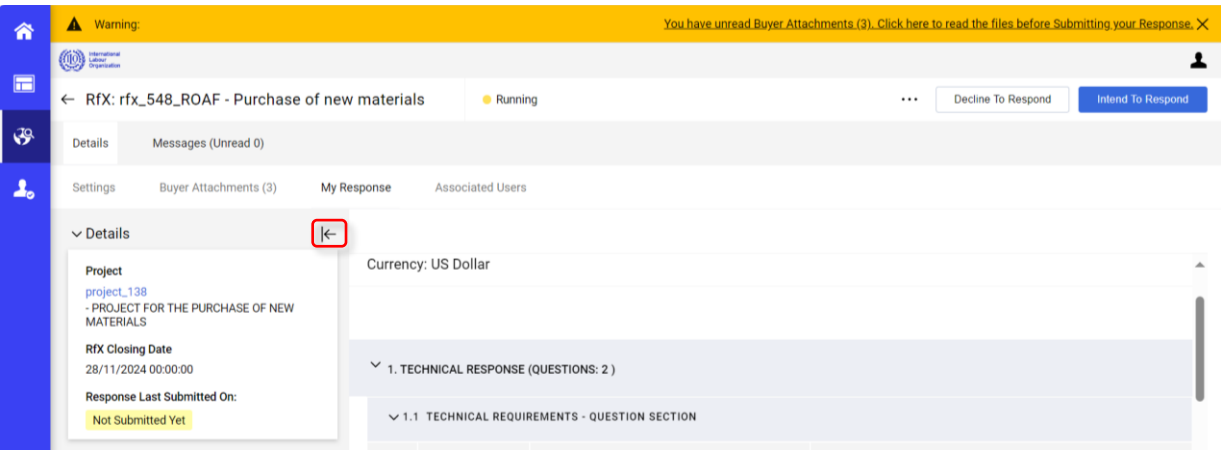 Warning:
You have unread Buyer Attachments (3). Click here to read the files before Submitting your Response.
International
Labour
Organization
RfX: rfx_548_ROAF - Purchase of new materials
Running
Decline To Respond
Intend To Respond
Details
Messages (Unread 0)
Settings
Buyer Attachments (3)
My Response
Associated Users
Details
Project
project_138
- PROJECT FOR THE PURCHASE OF NEW
MATERIALS
RfX Closing Date
28/11/2024 00:00:00
Response Last Submitted On:
Not Submitted Yet
Currency: US Dollar
1. TECHNICAL RESPONSE (QUESTIONS: 2 )
1.1 TECHNICAL REQUIREMENTS - QUESTION SECTION